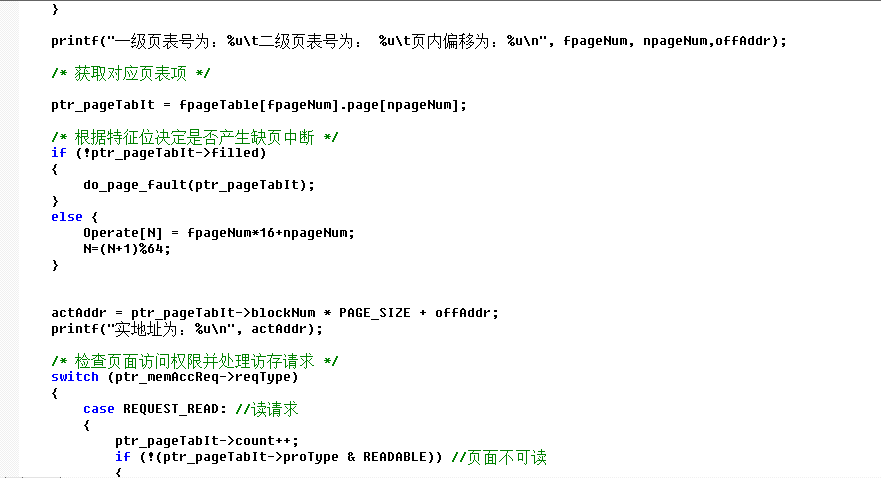 }
printf("一级页表号为：%u\t二级页表号为： %u\t页内偏移为：%u\n", fpageNum, npageNum,offAddr);
/* 获取对应页表项 */
ptr_pageTabIt = fpageTable[fpageNum].page[npageNum];
/* 根据特征位决定是否产生缺页中断 */
if (!ptr_pageTabIt->filled)
{
do_page_fault(ptr_pageTabIt);
}
else {
Operate[N] = fpageNum*16+npageNum;
N=(N+1)%64;
}
actAddr = ptr_pageTabIt->blockNum * PAGE_SIZE + offAddr;
printf("实地址为：%u\n", actAddr);
/* 检查页面访问权限并处理访存请求 */
switch (ptr_memAccReq->reqType)
{
case REQUEST_READ: //读请求
{
ptr_pageTabIt->count++;
if (!(ptr_pageTabIt->proType & READABLE)) //页面不可读
{